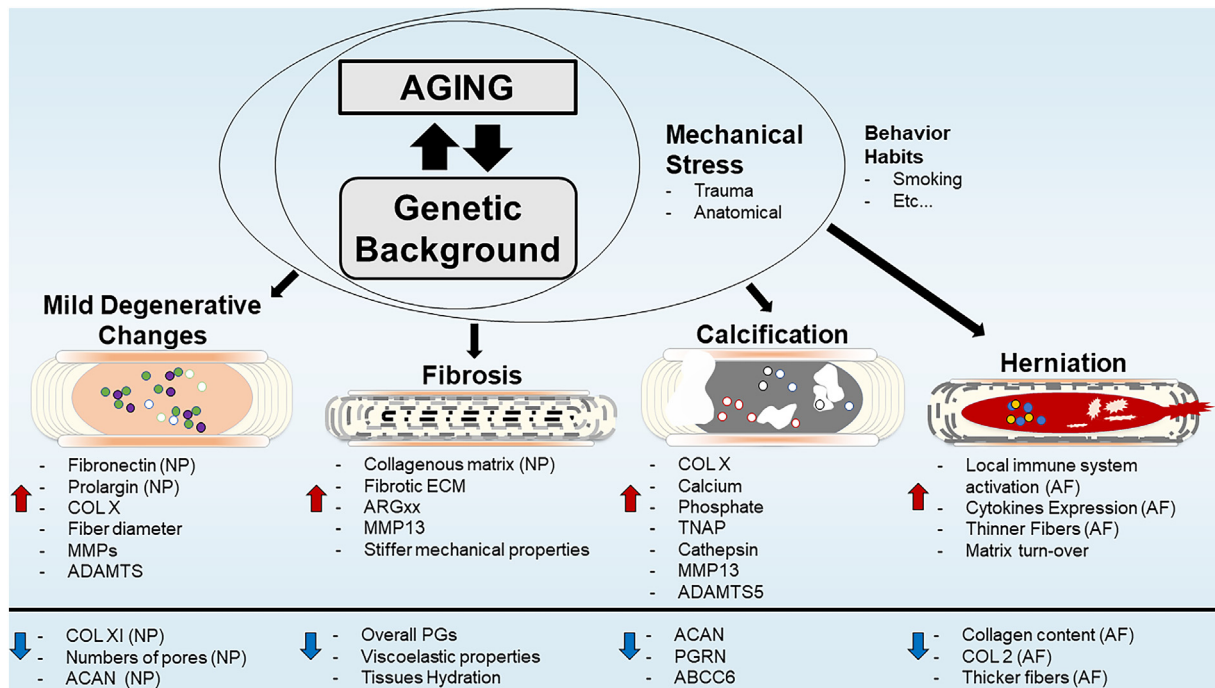 AGING
Genetic
Background
Mechanical
Stress
- Trauma
- Anatomical
Behavior
Habits
- Smoking
- Etc...
Mild Degenerative
Changes
- Fibronectin (NP)
- Prolargin (NP)
- COL X
- Fiber diameter
- MMPs
- ADAMTS
- COL XI (NP)
- Numbers of pores (NP)
- ACAN (NP)
Fibrosis
- Collagenous matrix (NP)
- Fibrotic ECM
- ARGxx
- MMP13
- Stiffer mechanical properties
- Overall PGs
- Viscoelastic properties
- Tissues Hydration
Calcification
- COL X
- Calcium
- Phosphate
- TNAP
- Cathepsin
- MMP13
- ADAMTS5
- ACAN
- PGRN
- ABCC6
Herniation
- Local immune system
activation (AF)
- Cytokines Expression (AF)
- Thinner Fibers (AF)
- Matrix turn-over
- Collagen content (AF)
- COL 2 (AF)
- Thicker fibers (AF)